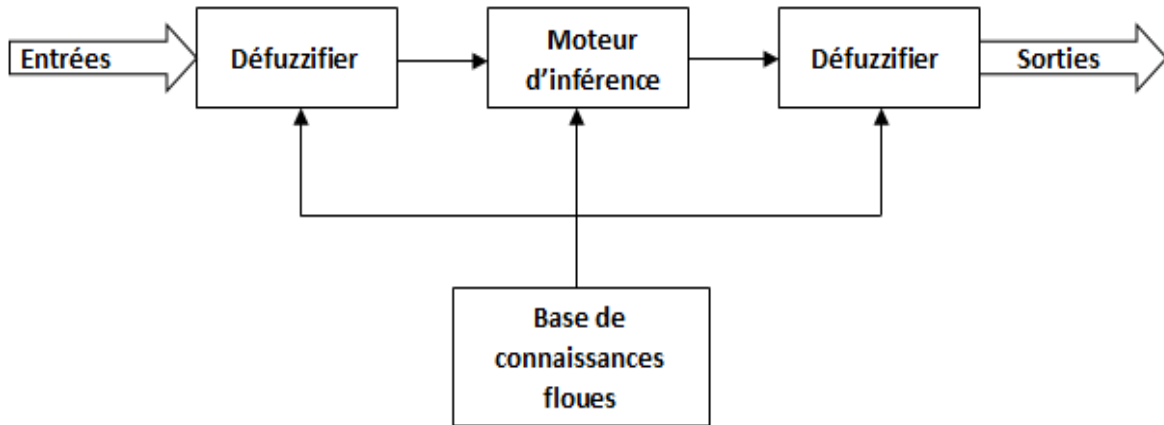 Entrées
Défuzzifier
Moteur
d’inférence
Défuzzifier
Sorties
Base de
connaissances
floues